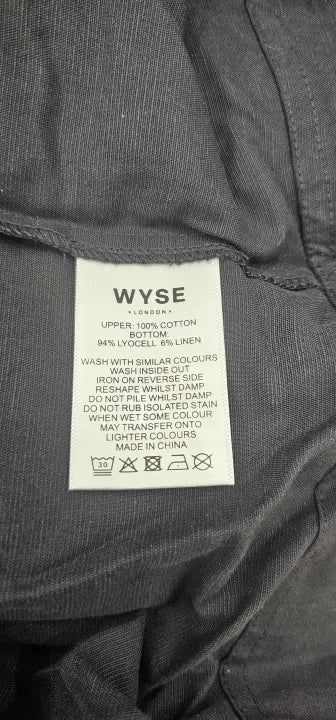 WYSE
•LONDON•
UPPER: 100% COTTON
BOTTOM:
94% LYOCELL 6% LINEN
WASH WITH SIMILAR COLOURS
WASH INSIDE OUT
IRON ON REVERSE SIDE
RESHAPE WHILST DAMP
DO NOT PILE WHILST DAMP
DO NOT RUB ISOLATED STAIN
WHEN WET SOME COLOUR
MAY TRANSFER ONTO
LIGHTER COLOURS
MADE IN CHINA
30